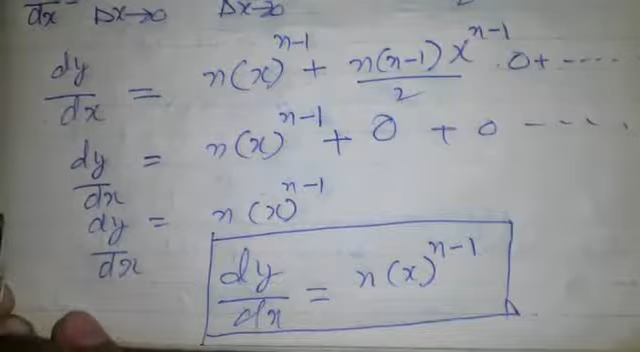 dx Δx→0 Δx→0
dy/dx = n(x)^{n-1} + n(n-1)x^{n-1}/2 . 0 + ----
dy/dx = n(x)^{n-1} + 0 + 0 ----.
dy/dx = n(x)^{n-1}
dy/dx = n(x)^{n-1}